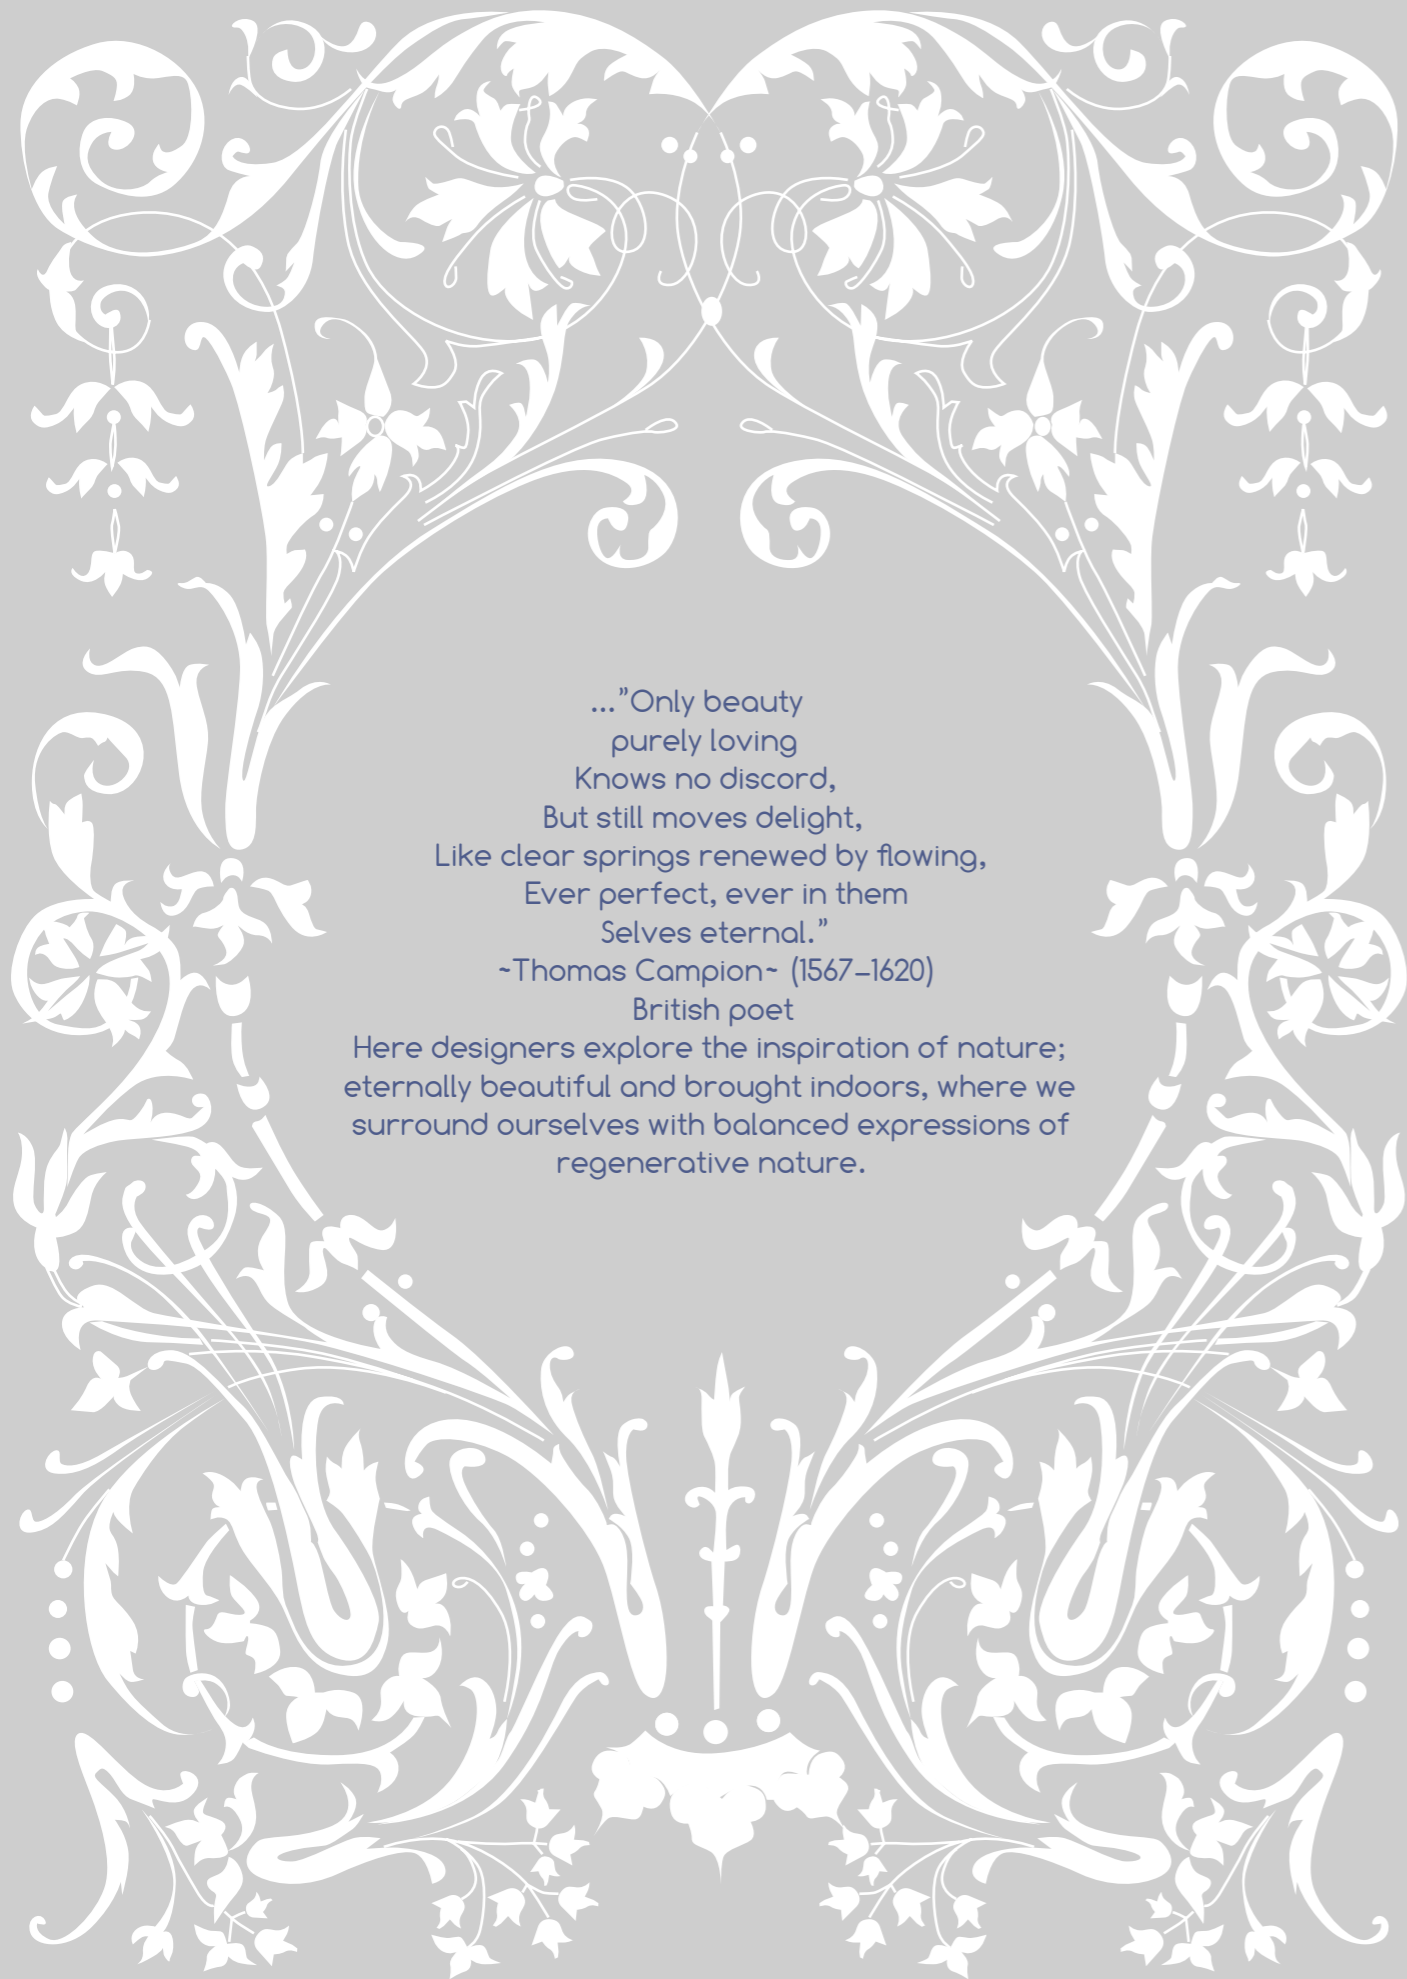 ...”Only beauty
purely loving
Knows no discord,
But still moves delight,
Like clear springs renewed by flowing,
Ever perfect, ever in them
Selves eternal.”
~Thomas Campion~ (1567–1620)
British poet
Here designers explore the inspiration of nature;
eternally beautiful and brought indoors, where we
surround ourselves with balanced expressions of
regenerative nature.